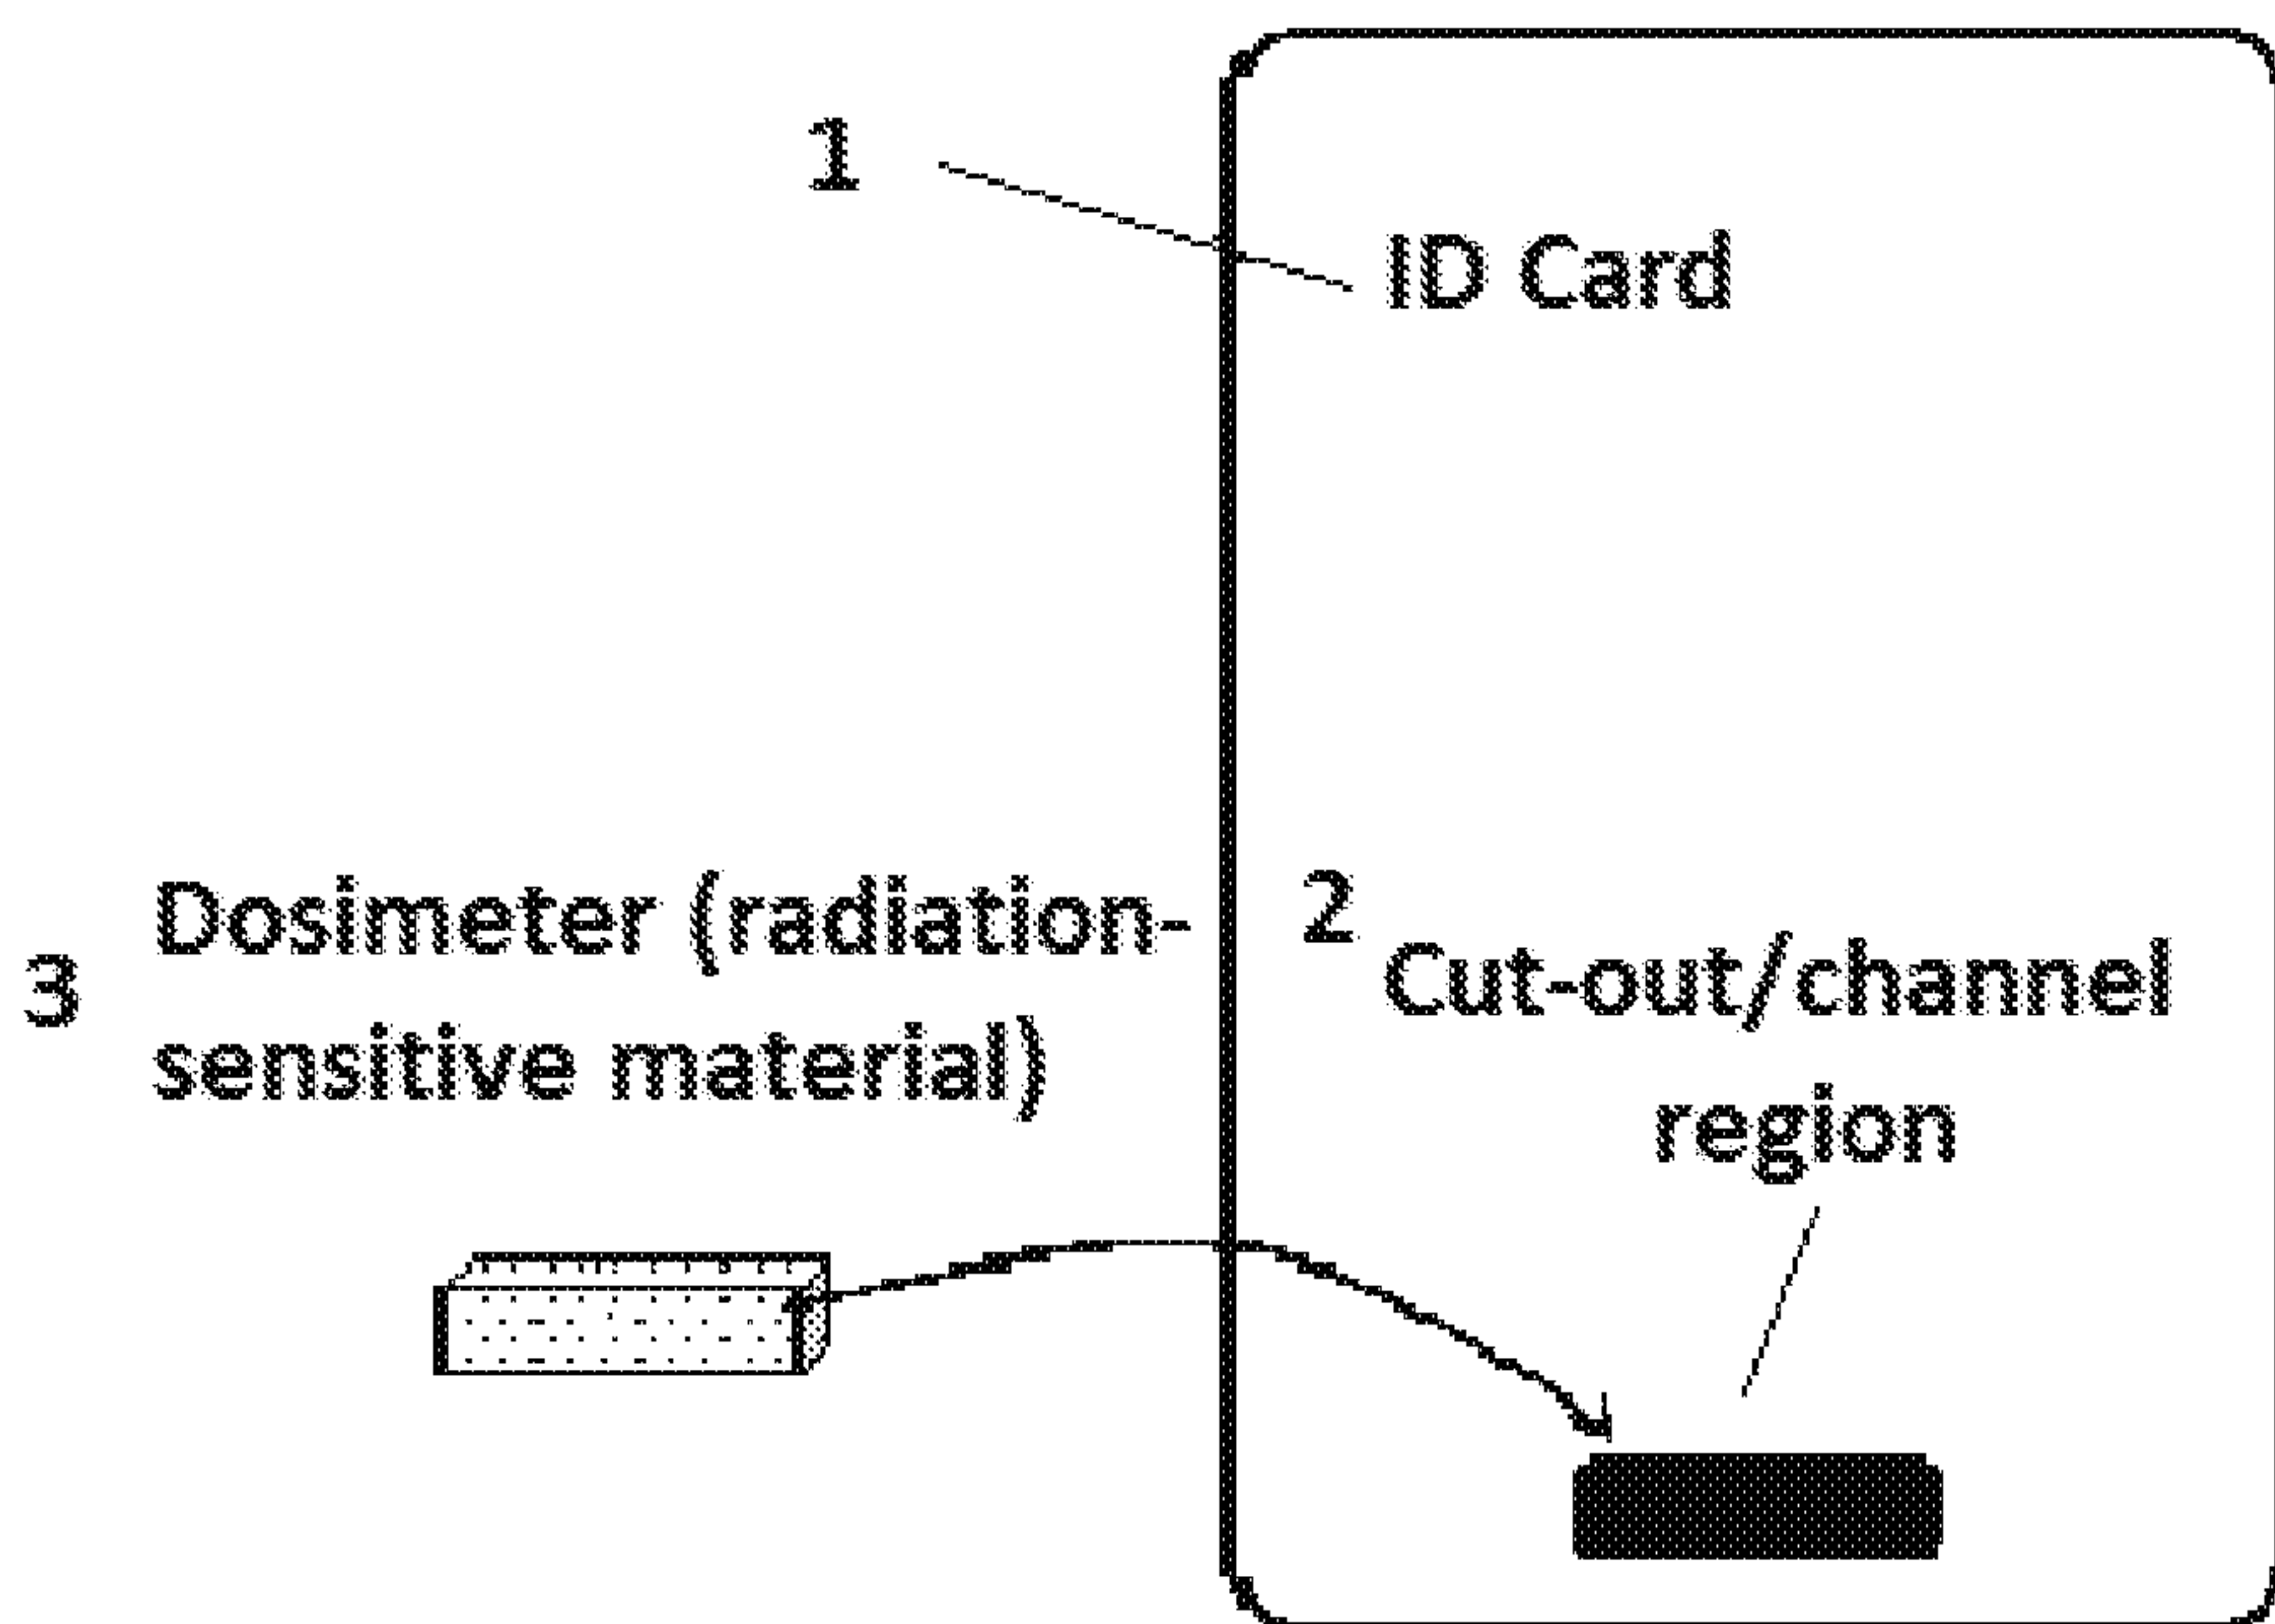 1
ID Card
2
Cut-out/channel
region
3
Dosimeter (radiation-
sensitive material)